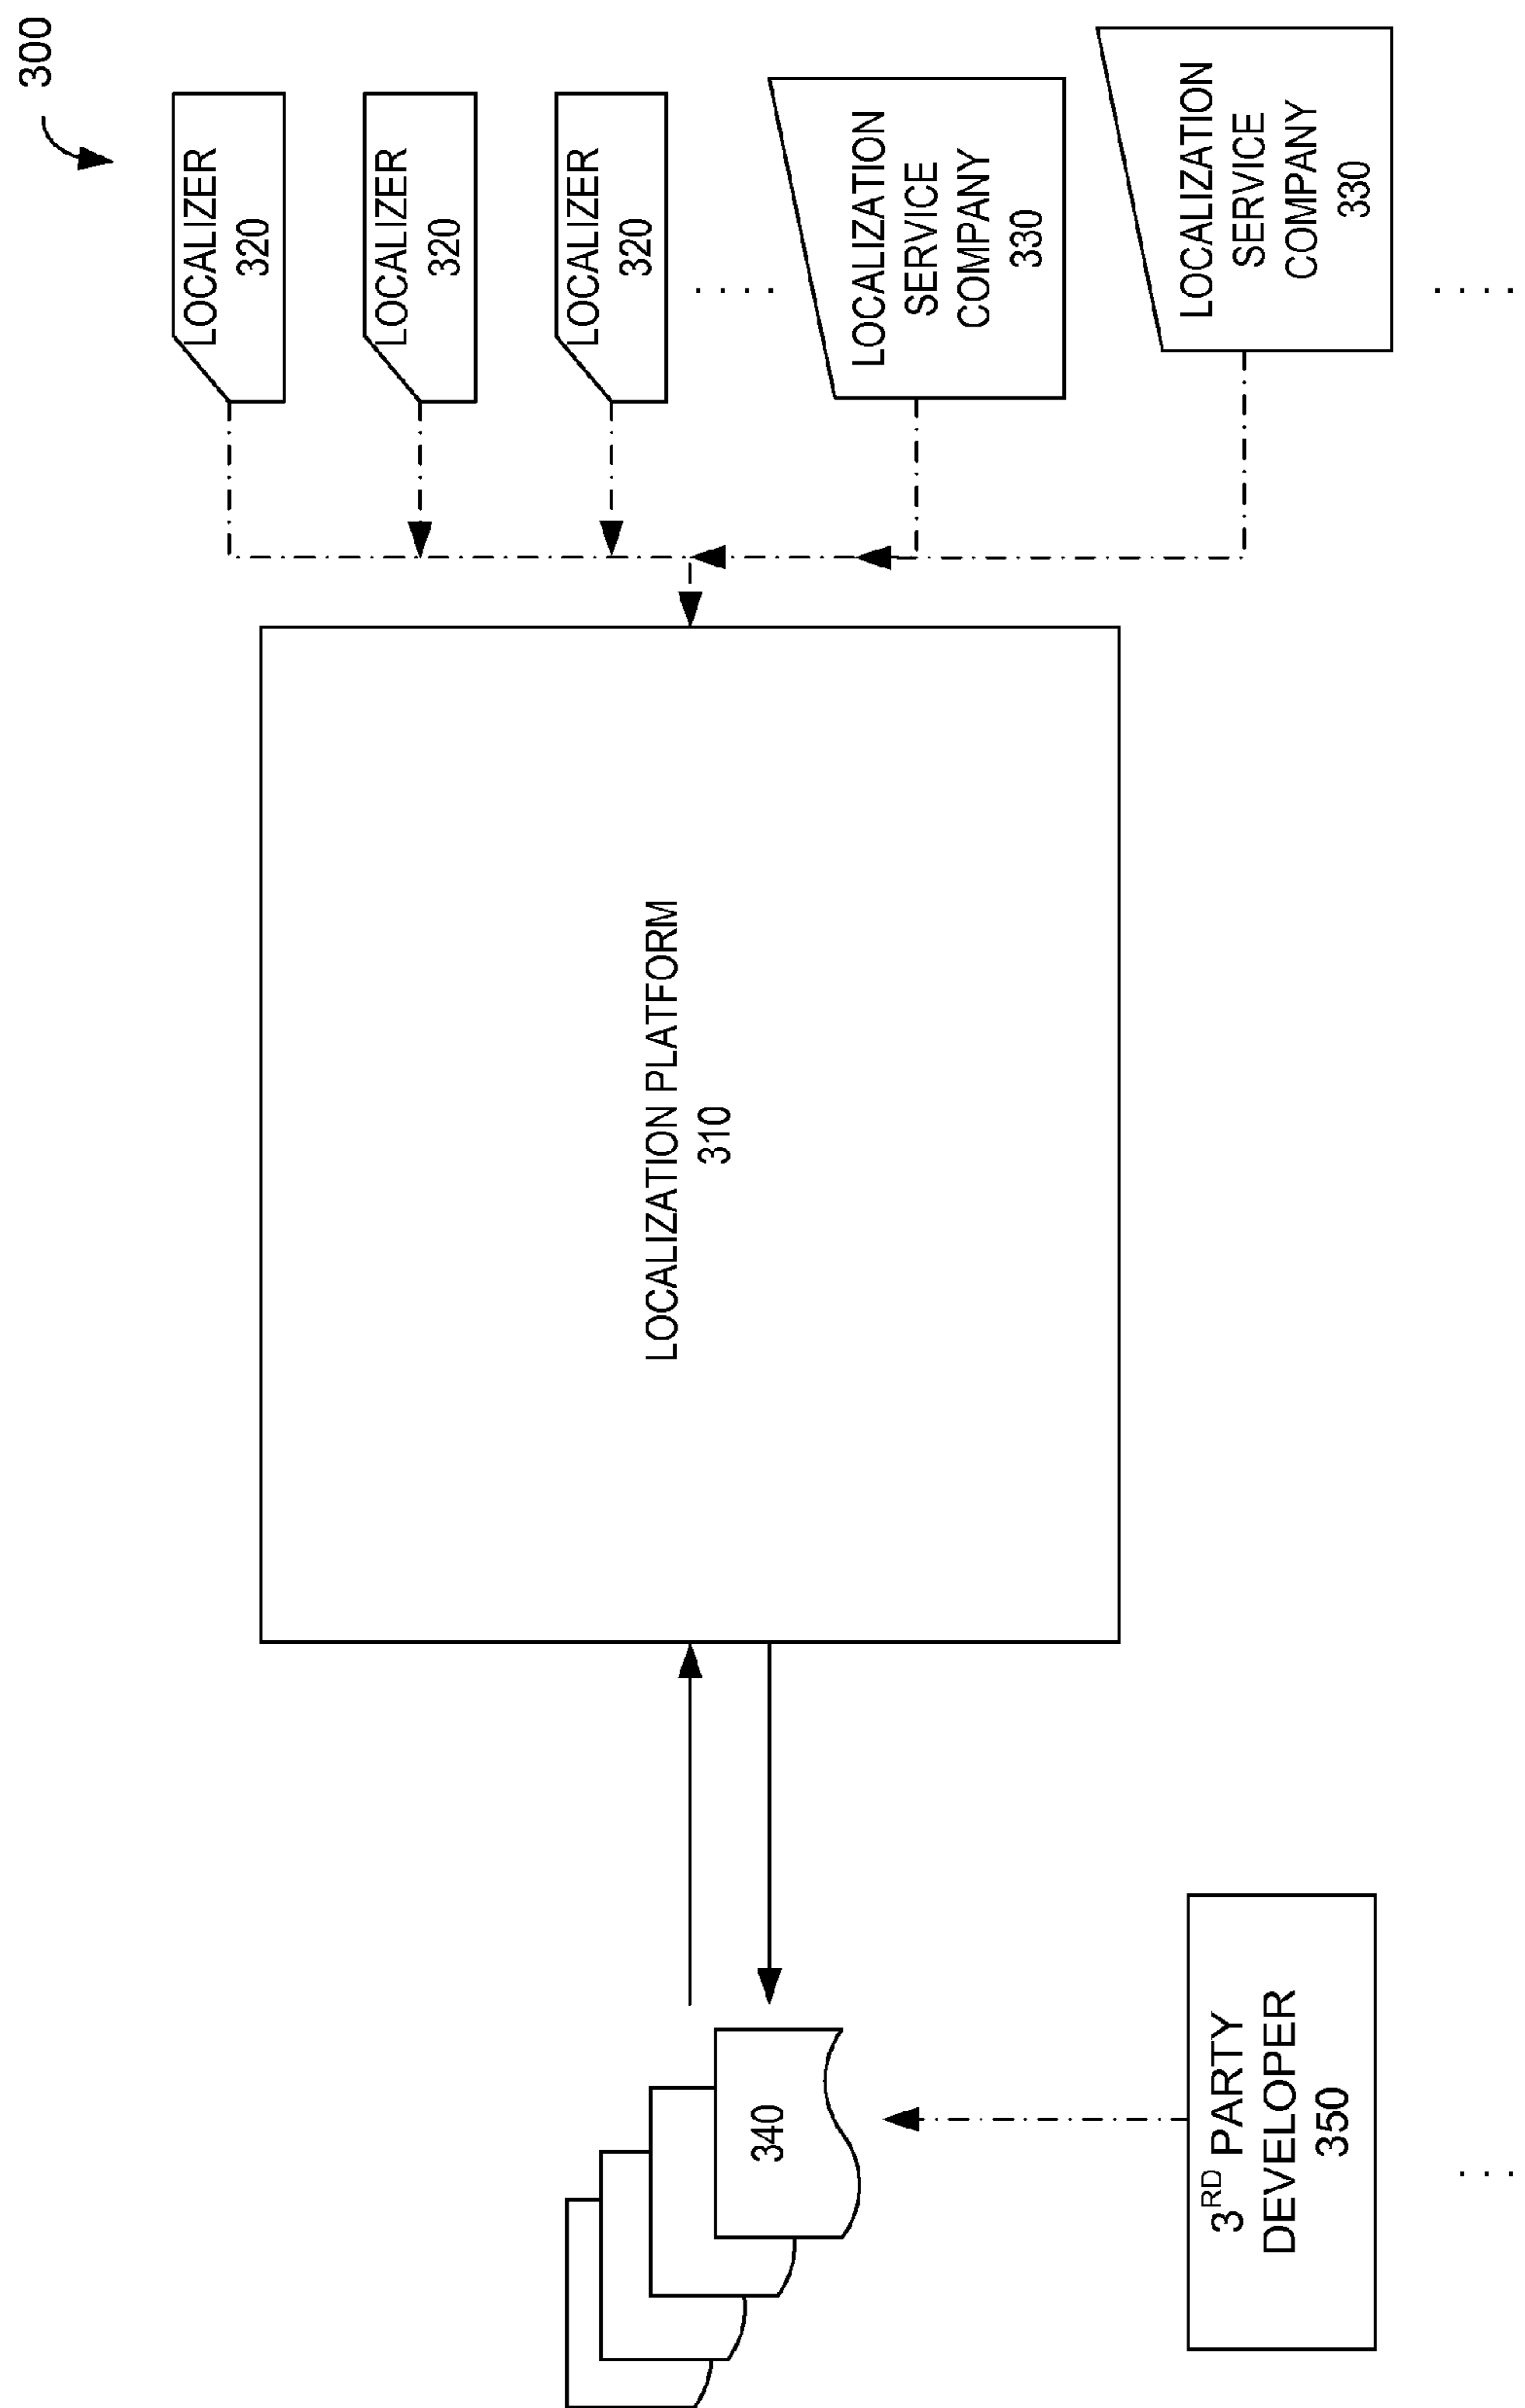 300
LOCALIZER
320
LOCALIZER
320
LOCALIZER
320
. . . .
LOCALIZATION
SERVICE
COMPANY
330
LOCALIZATION
SERVICE
COMPANY
330
. . . .
LOCALIZATION PLATFORM
310
340
3RD PARTY
DEVELOPER
350
. . .